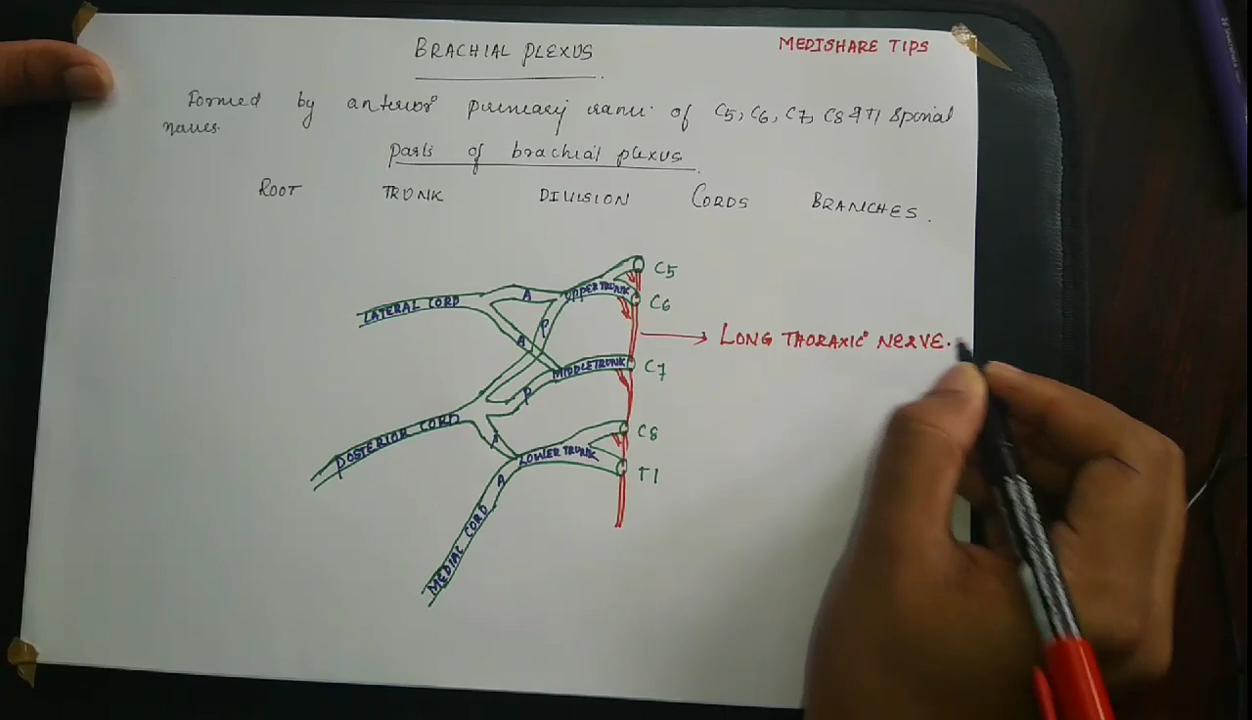 BRACHIAL PLEXUS
MEDISHARE TIPS
Formed by anterior primary rami of C5, C6, C7, C8 & T1 Spinal
nerves.
Parts of brachial plexus.
ROOT TRUNK DIVISION CORDS BRANCHES.
C5
UPPER TRUNK
A
C6
LATERAL CORD
P
A
LONG THORAXIC NERVE.
MIDDLE TRUNK
C7
P
POSTERIOR CORD
C8
A
LOWER TRUNK
T1
A
MEDIAL CORD